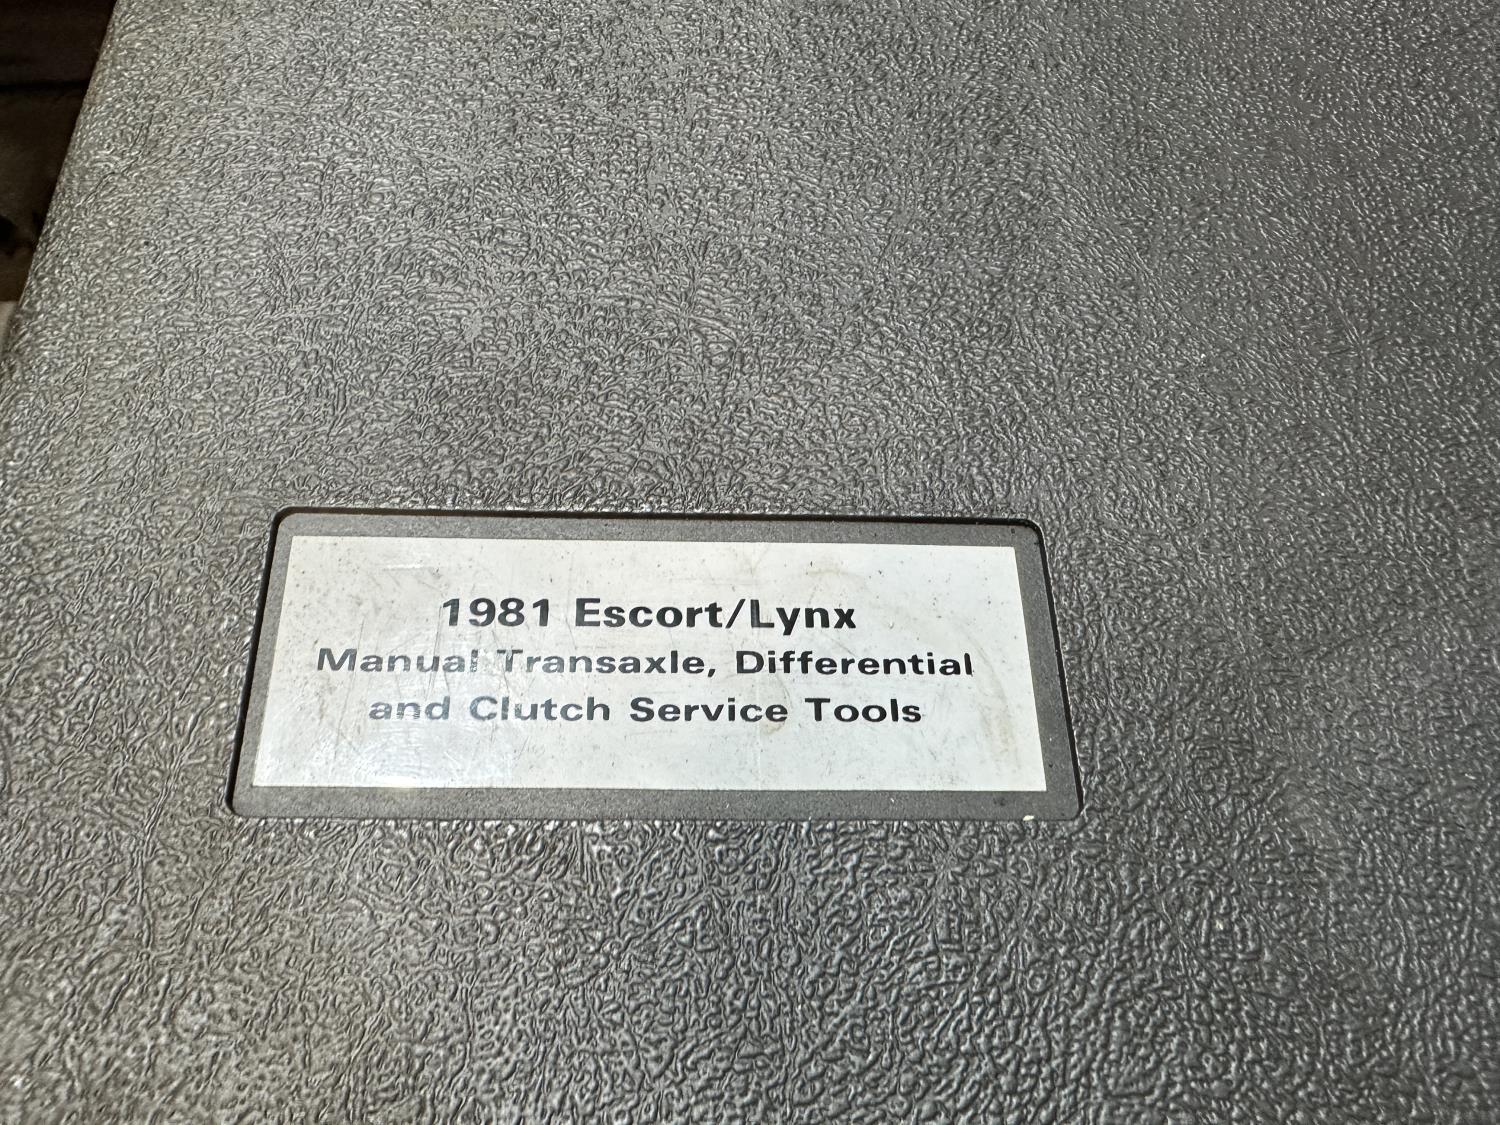 1981 Escort/Lynx
Manual Transaxle, Differential
and Clutch Service Tools